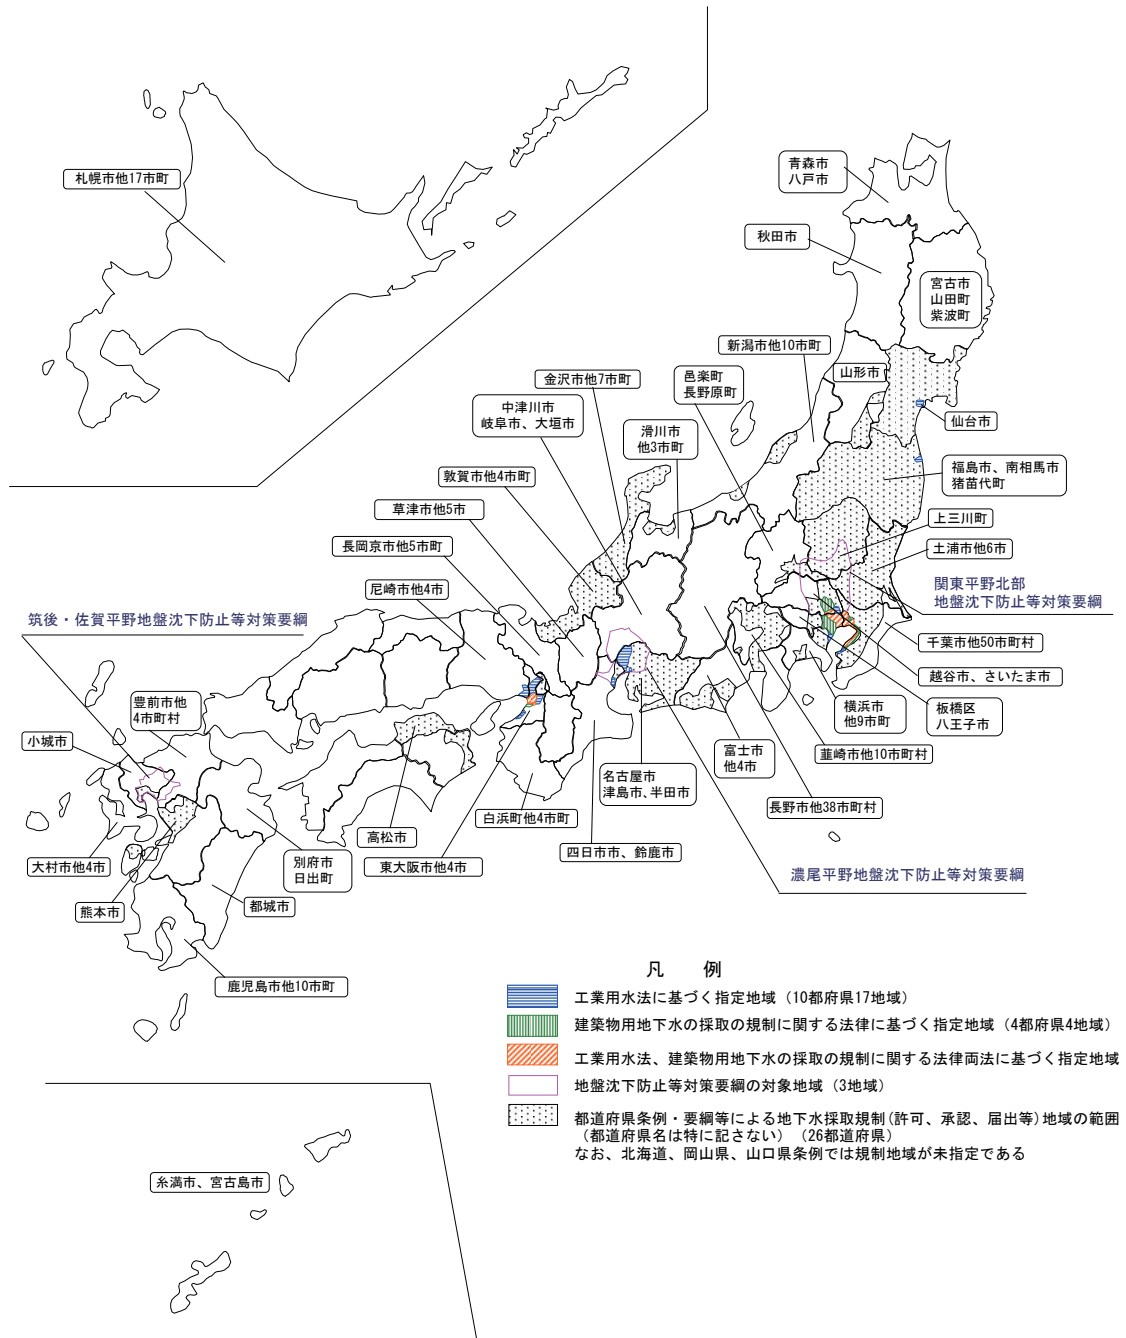 札幌市他17市町
青森市
八戸市
秋田市
宮古市
山田町
紫波町
新潟市他10市町
山形市
金沢市他7市町
邑楽町
長野原町
中津川市
岐阜市、大垣市
滑川市
他3市町
仙台市
敦賀市他4市町
福島市、南相馬市
猪苗代町
草津市他5市
上三川町
長岡京市他5市町
土浦市他6市
尼崎市他4市
関東平野北部
地盤沈下防止等対策要綱
筑後・佐賀平野地盤沈下防止等対策要綱
千葉市他50市町村
越谷市、さいたま市
豊前市他
4市町村
横浜市
他9市町
板橋区
八王子市
小城市
富士市
他4市
韮崎市他10市町村
名古屋市
津島市、半田市
長野市他38市町村
白浜町他4市町
高松市
四日市市、鈴鹿市
大村市他4市
別府市
日出町
東大阪市他4市
濃尾平野地盤沈下防止等対策要綱
熊本市
都城市
鹿児島市他10市町
凡　例
工業用水法に基づく指定地域（10都府県17地域）
建築物用地下水の採取の規制に関する法律に基づく指定地域（4都府県4地域）
工業用水法、建築物用地下水の採取の規制に関する法律両法に基づく指定地域
地盤沈下防止等対策要綱の対象地域（3地域）
都道府県条例・要綱等による地下水採取規制(許可、承認、届出等)地域の範囲
（都道府県名は特に記さない）（26都道府県）
なお、北海道、岡山県、山口県条例では規制地域が未指定である
糸満市、宮古島市